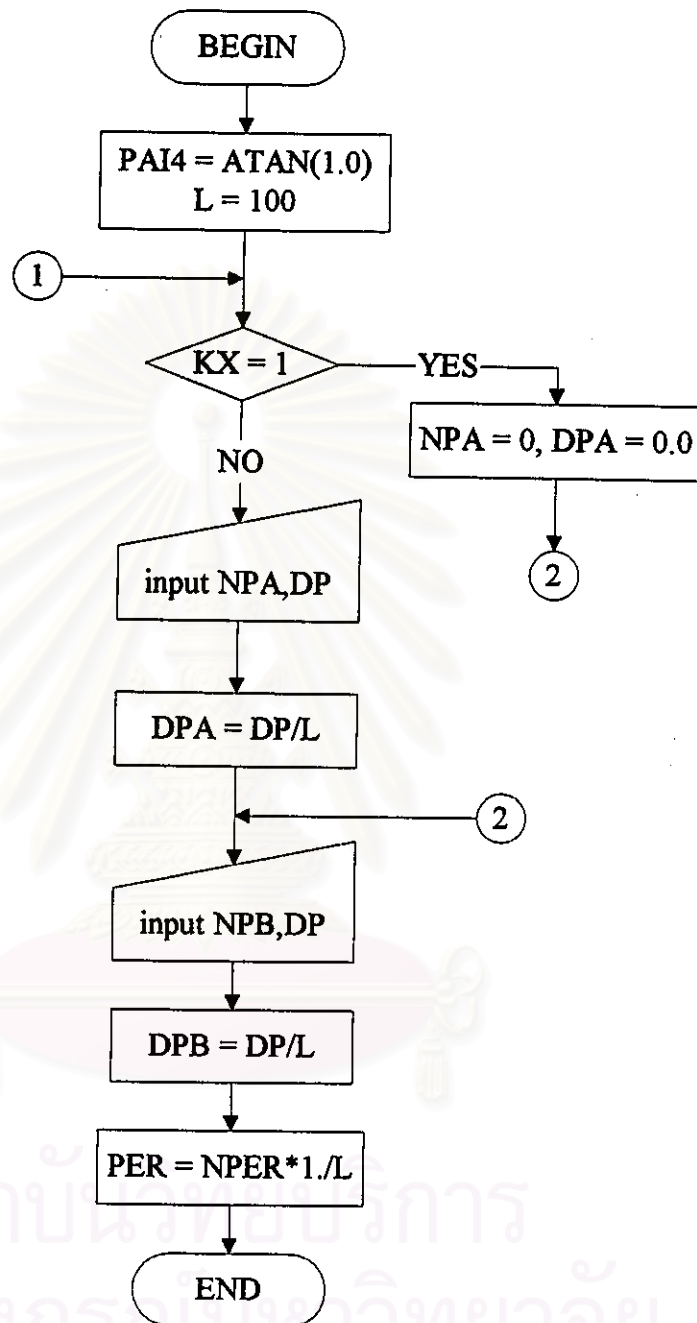 BEGIN
PAI4 = ATAN(1.0)
L = 100
1
KX = 1
YES
NPA = 0, DPA = 0.0
NO
2
input NPA,DP
DPA = DP/L
2
input NPB,DP
DPB = DP/L
PER = NPER*1./L
END